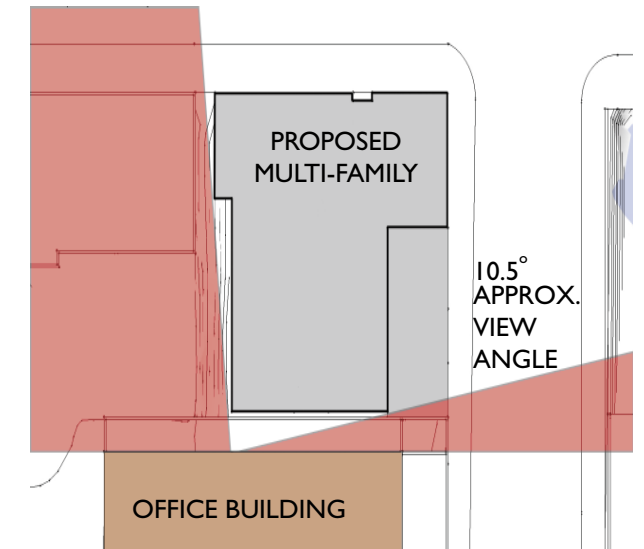 PROPOSED
MULTI-FAMILY
10.5°
APPROX.
VIEW
ANGLE
OFFICE BUILDING